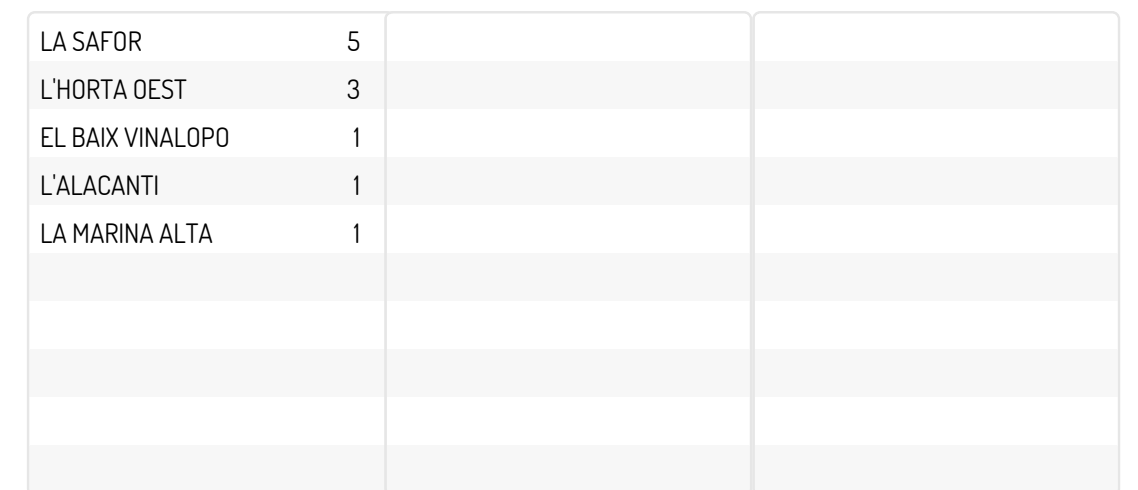 LA SAFOR 5
L'HORTA OEST 3
EL BAIX VINALOPO 1
L'ALACANTI 1
LA MARINA ALTA 1